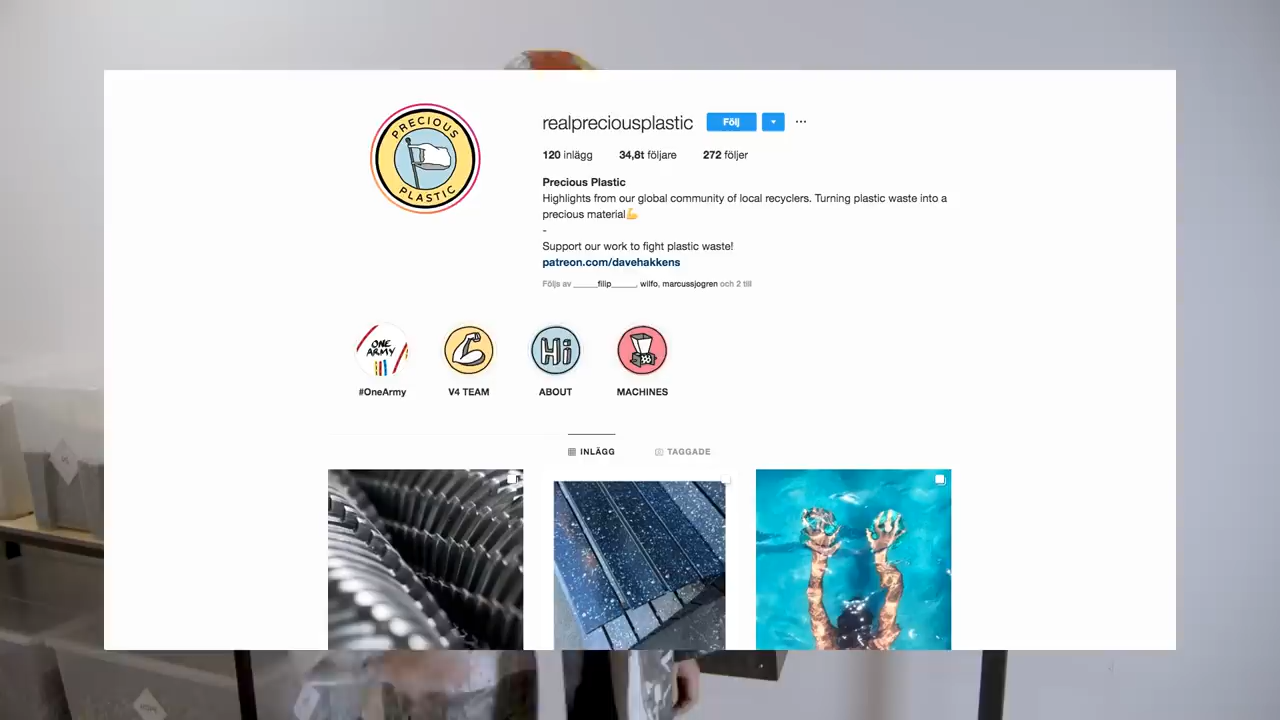 PRECIOUS
PLASTIC
realpreciousplastic
Följ
120 inlägg 34,8t följare 272 följer
Precious Plastic
Highlights from our global community of local recyclers. Turning plastic waste into a
precious material💪
-
Support our work to fight plastic waste!
patreon.com/davehakkens
Följs av ______filip______, wilfo, marcussjogren och 2 till
ONE
ARMY
Hi
#OneArmy V4 TEAM ABOUT MACHINES
INLÄGG TAGGADE